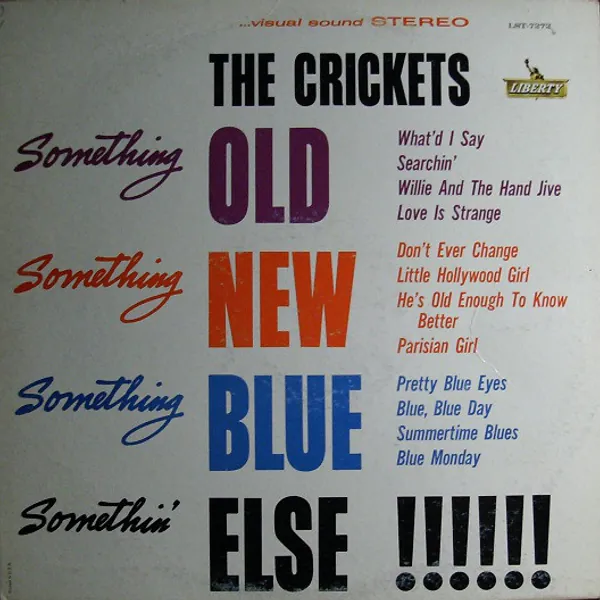 ...visual sound STEREO
LST-7272
THE CRICKETS
LIBERTY
Something OLD
What'd I Say
Searchin'
Willie And The Hand Jive
Love Is Strange
Something NEW
Don't Ever Change
Little Hollywood Girl
He's Old Enough To Know
Better
Parisian Girl
Something BLUE
Pretty Blue Eyes
Blue, Blue Day
Summertime Blues
Blue Monday
Somethin' ELSE !!!!!!